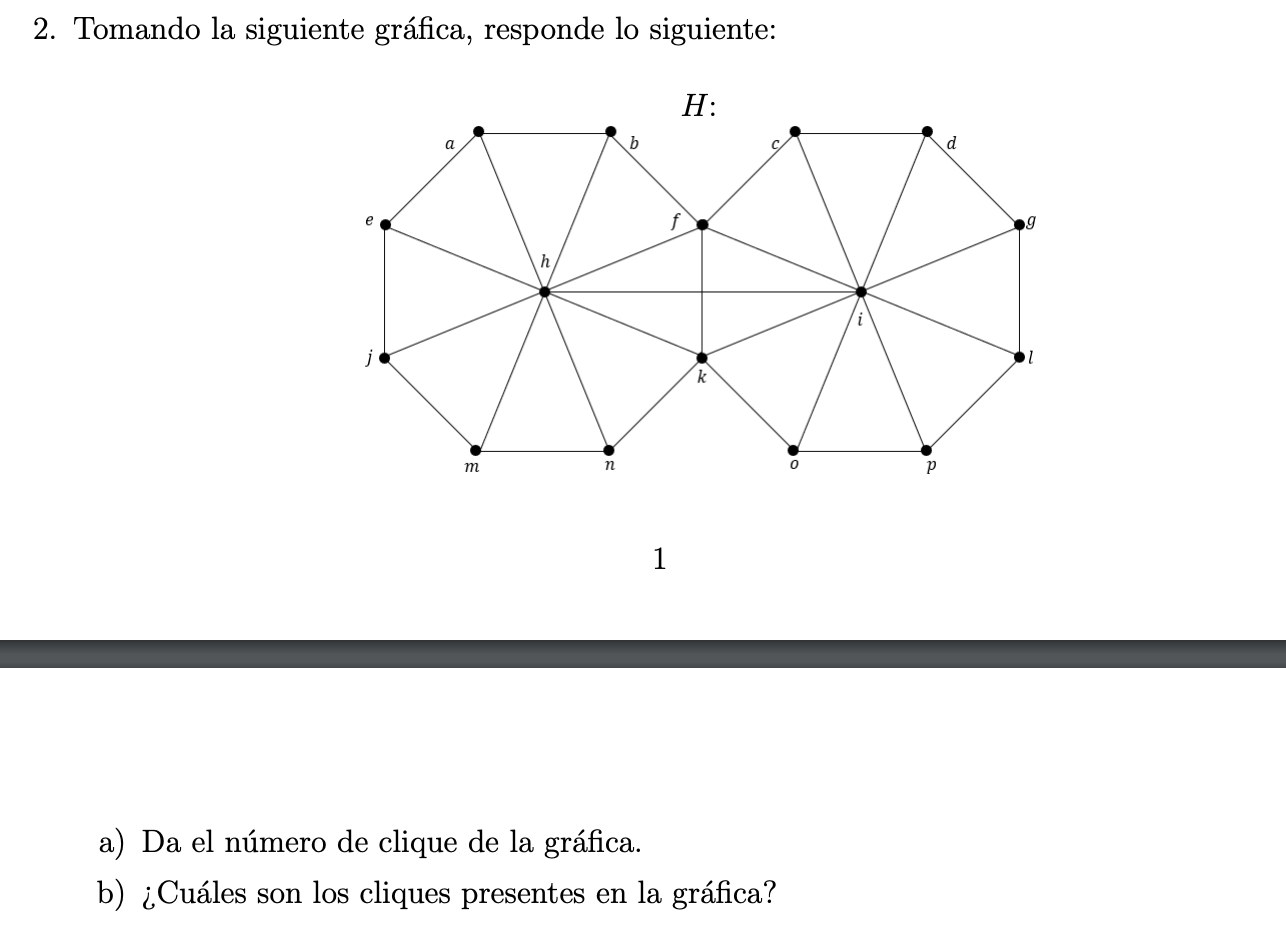 2. Tomando la siguiente gráfica, responde lo siguiente:
H:
a
b
c
d
e
f
g
h
i
j
k
l
m
n
o
p
1
a) Da el número de clique de la gráfica.
b) ¿Cuáles son los cliques presentes en la gráfica?